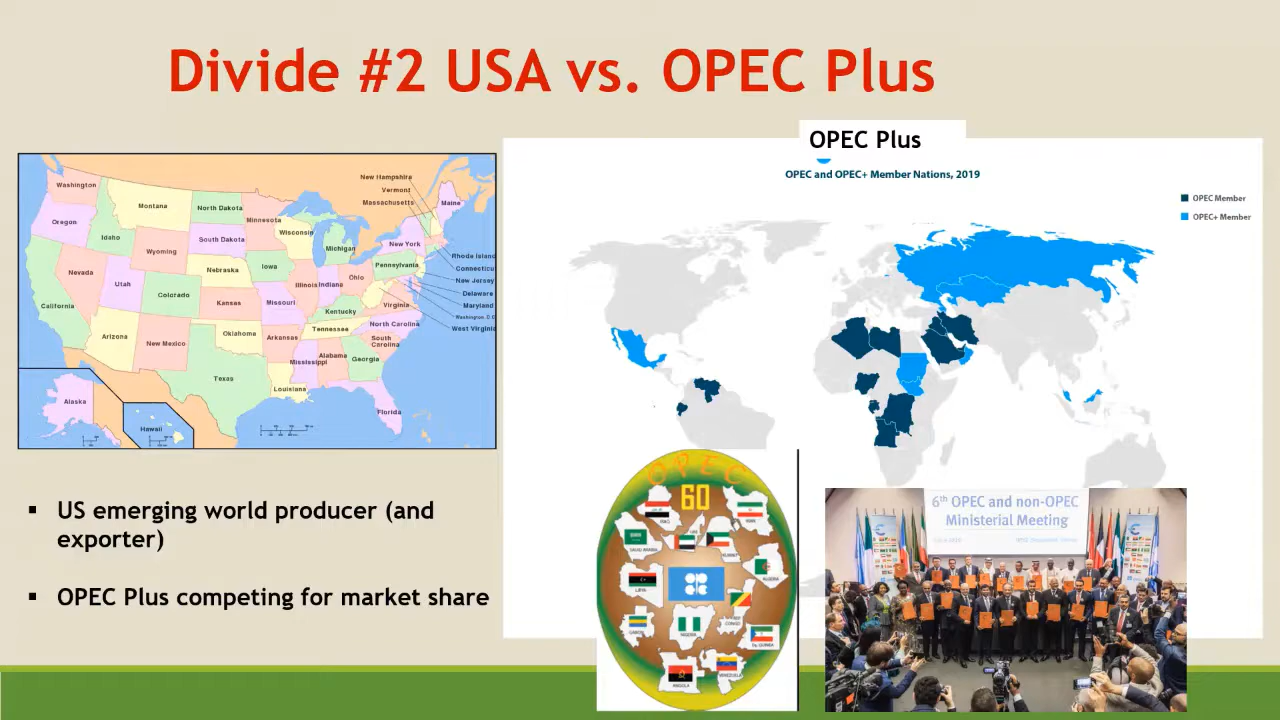 Divide #2 USA vs. OPEC Plus
Washington
Oregon
California
Nevada
Idaho
Montana
Wyoming
Utah
Colorado
Arizona
New Mexico
North Dakota
South Dakota
Nebraska
Kansas
Oklahoma
Texas
Minnesota
Iowa
Missouri
Arkansas
Louisiana
Wisconsin
Illinois
Michigan
Indiana
Ohio
Kentucky
Tennessee
Mississippi
Alabama
Georgia
Florida
South
Carolina
North Carolina
Virginia
Pennsylvania
New York
Maine
New Hampshire
Vermont
Massachusetts
Rhode Island
Connecticu
New Jersey
Delaware
Maryland
Washington, D.C
West Virginia
Alaska
Hawaii
▪ US emerging world producer (and
exporter)
▪ OPEC Plus competing for market share
OPEC Plus
OPEC and OPEC+ Member Nations, 2019
OPEC Member
OPEC+ Member
OPEC
60
IRAQ
IRAN
SAUDI ARABIA
UAE
KUWAIT
ALGERIA
LIBYA
GABON
NIGERIA
CONGO
EQ. GUINEA
ANGOLA
VENEZUELA
6th OPEC and non-OPEC
Ministerial Meeting